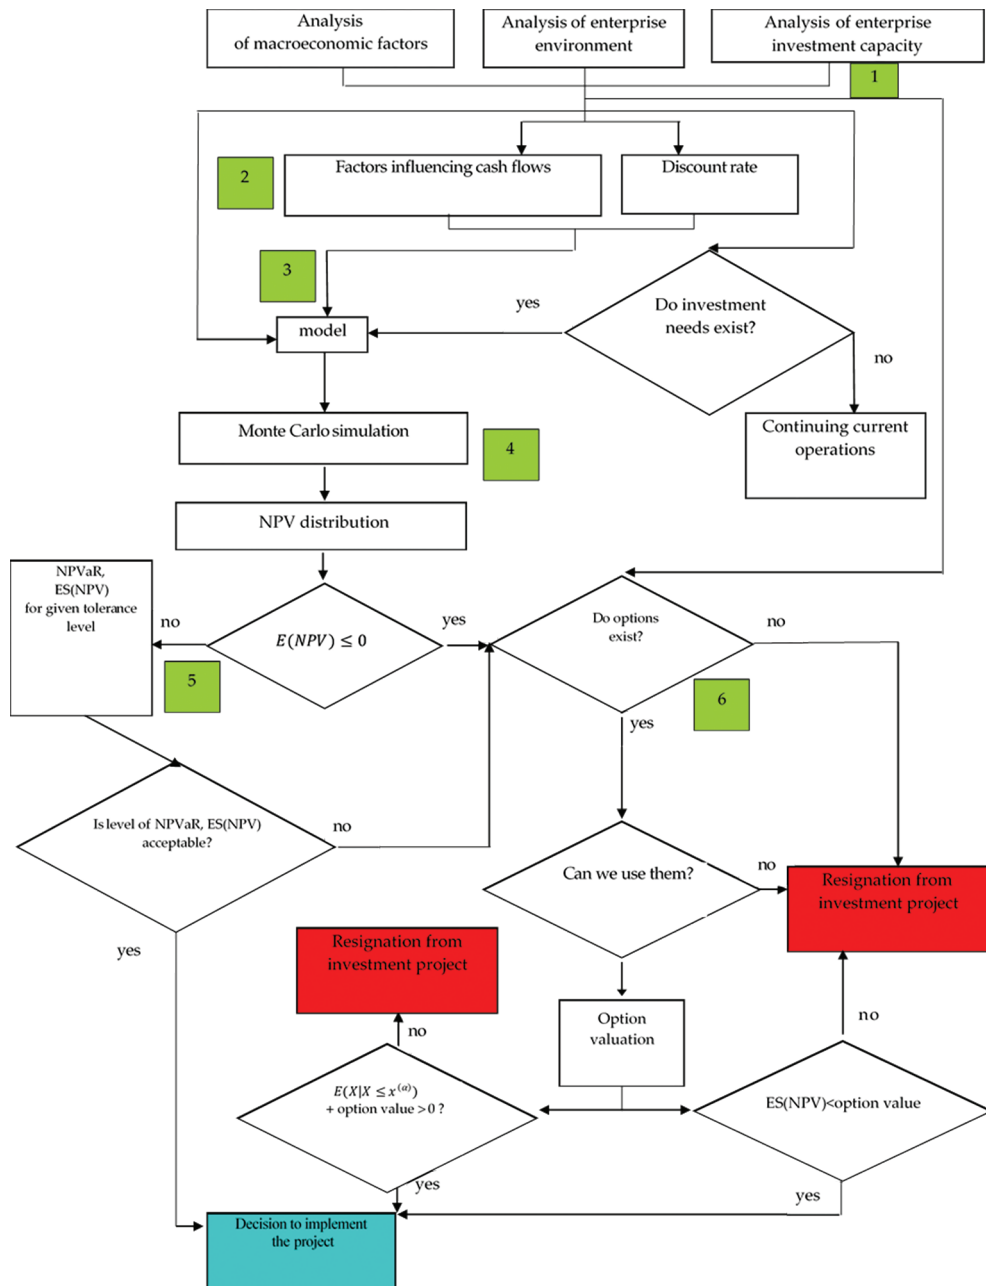 Analysis
of macroeconomic factors
Analysis of enterprise
environment
Analysis of enterprise
investment capacity
1
2
Factors influencing cash flows
Discount rate
3
yes
Do investment
needs exist?
model
no
Monte Carlo simulation
4
Continuing current
operations
NPV distribution
NPVaR,
ES(NPV)
for given tolerance
level
no
E(NPV) ≤ 0
yes
Do options
exist?
no
5
6
yes
Is level of NPVaR, ES(NPV)
acceptable?
no
Can we use them?
no
Resignation from
investment project
yes
Resignation from
investment project
Option
valuation
no
no
E(X|X ≤ x^(α))
+ option value >0 ?
ES(NPV)<option value
yes
yes
Decision to implement
the project